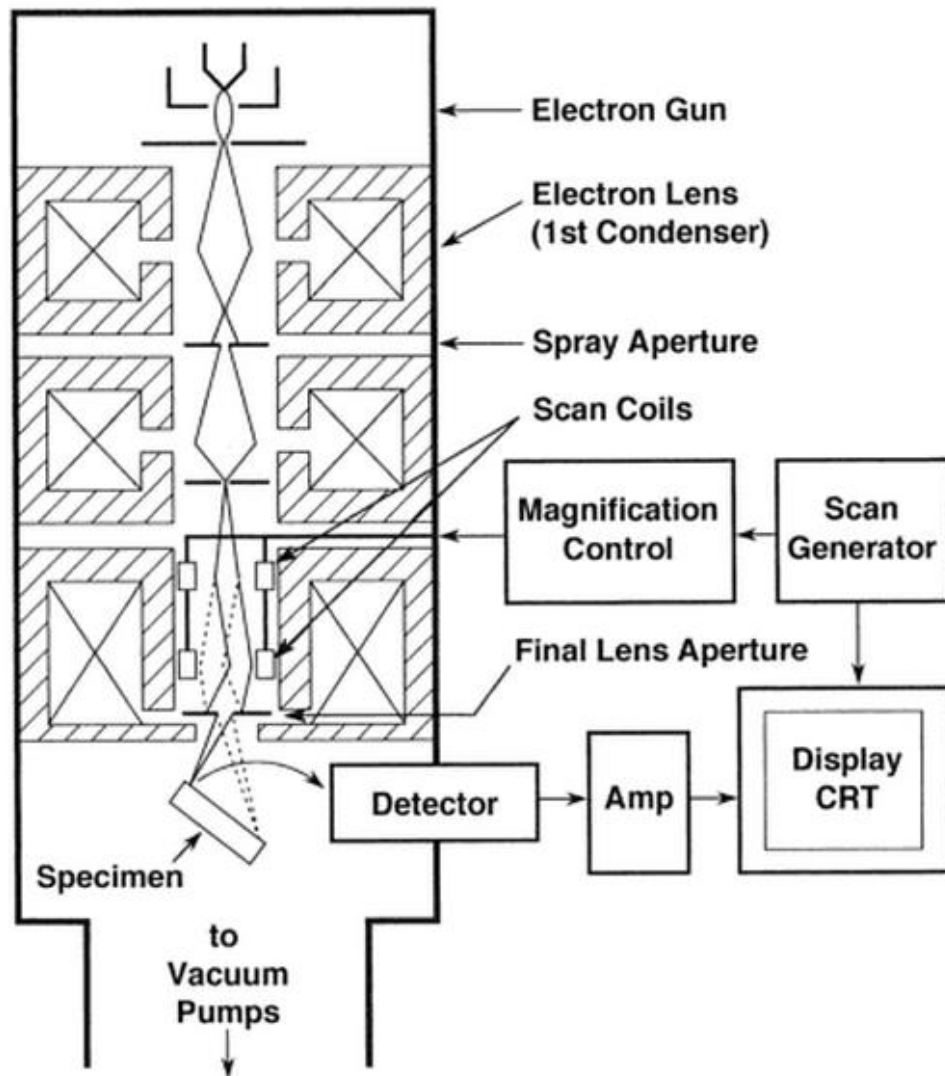 Electron Gun
Electron Lens
(1st Condenser)
Spray Aperture
Scan Coils
Magnification
Control
Scan
Generator
Final Lens Aperture
Display
CRT
Detector
Amp
Specimen
to
Vacuum
Pumps